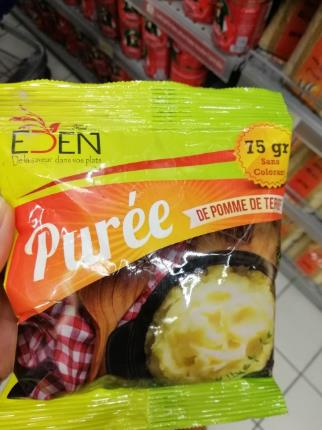 EDEN
De la saveur dans vos plats
75 gr
Sans
Colorant
Purée
DE POMME DE TERRE